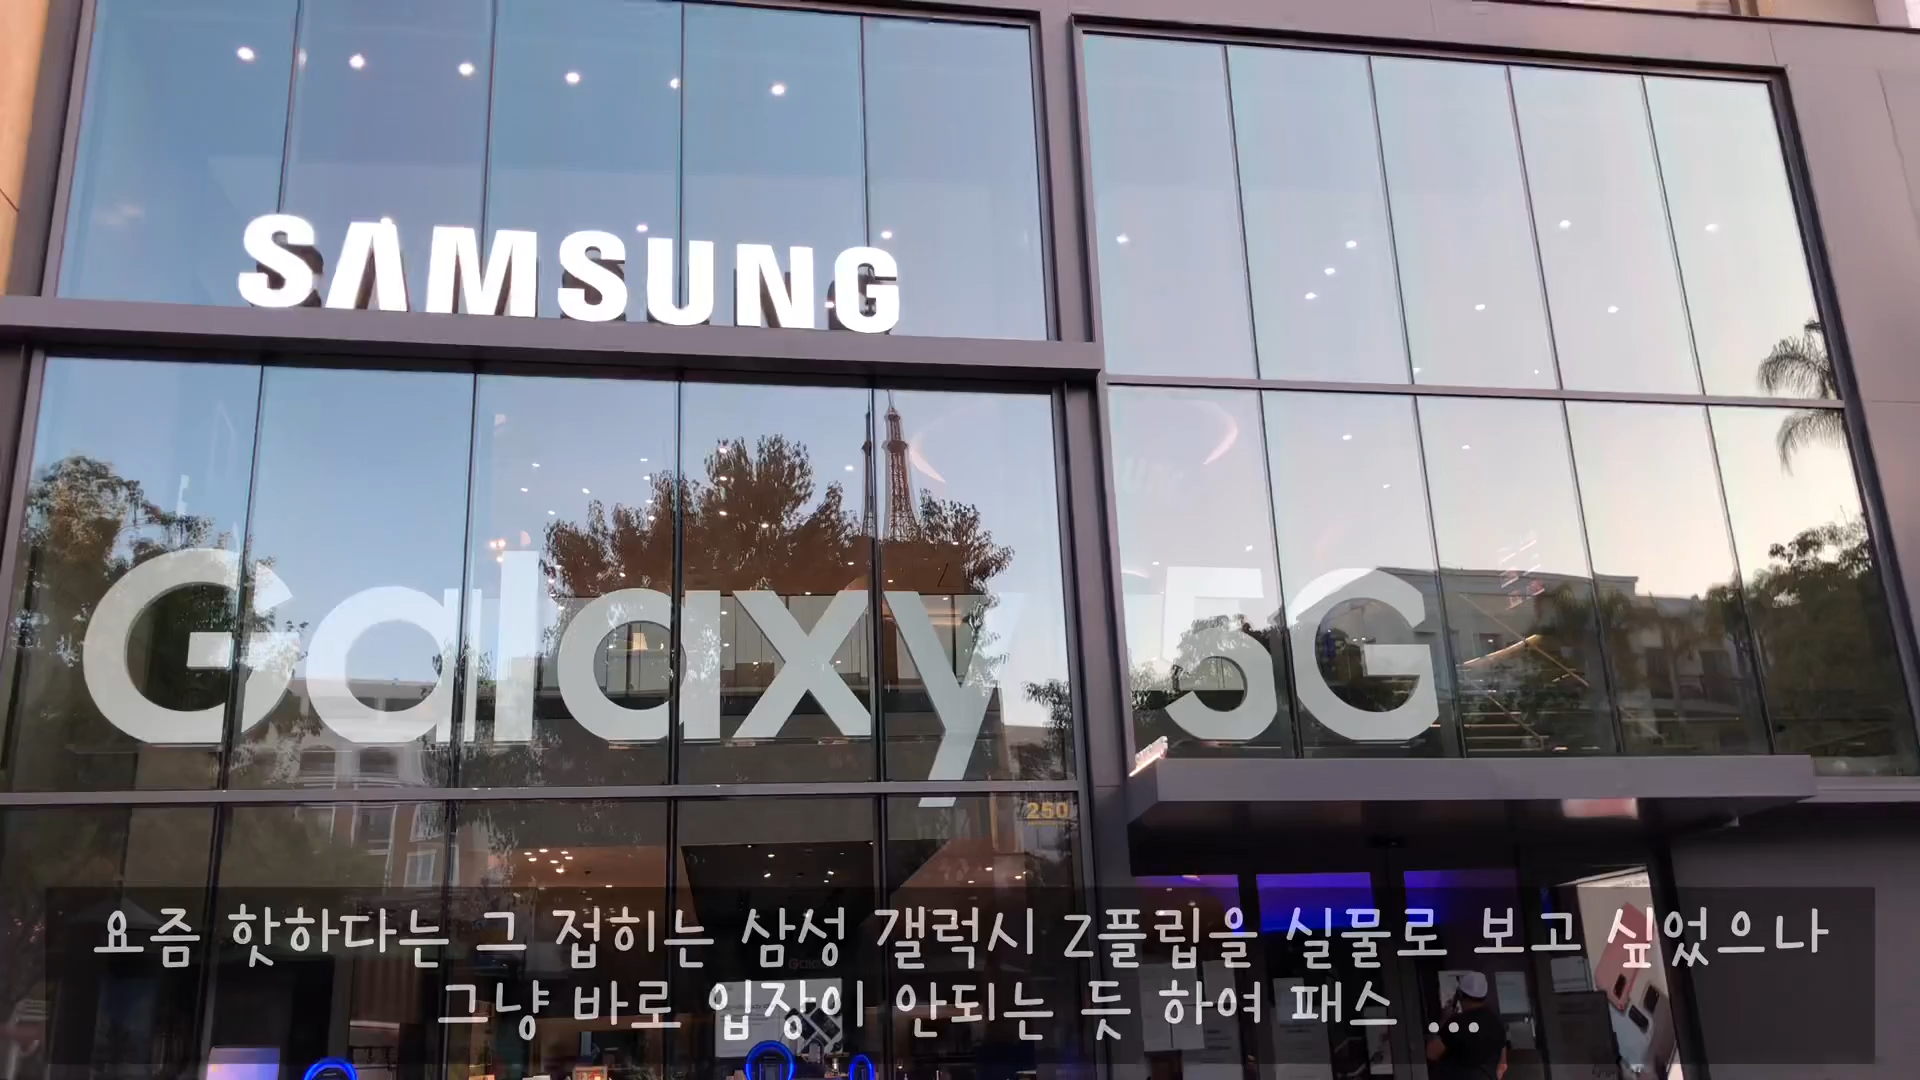 SAMSUNG
Galaxy 5G
250
요즘 핫하다는 그 접히는 삼성 갤럭시 Z플립을 실물로 보고 싶었으나
그냥 바로 입장이 안되는 듯 하여 패스 ...